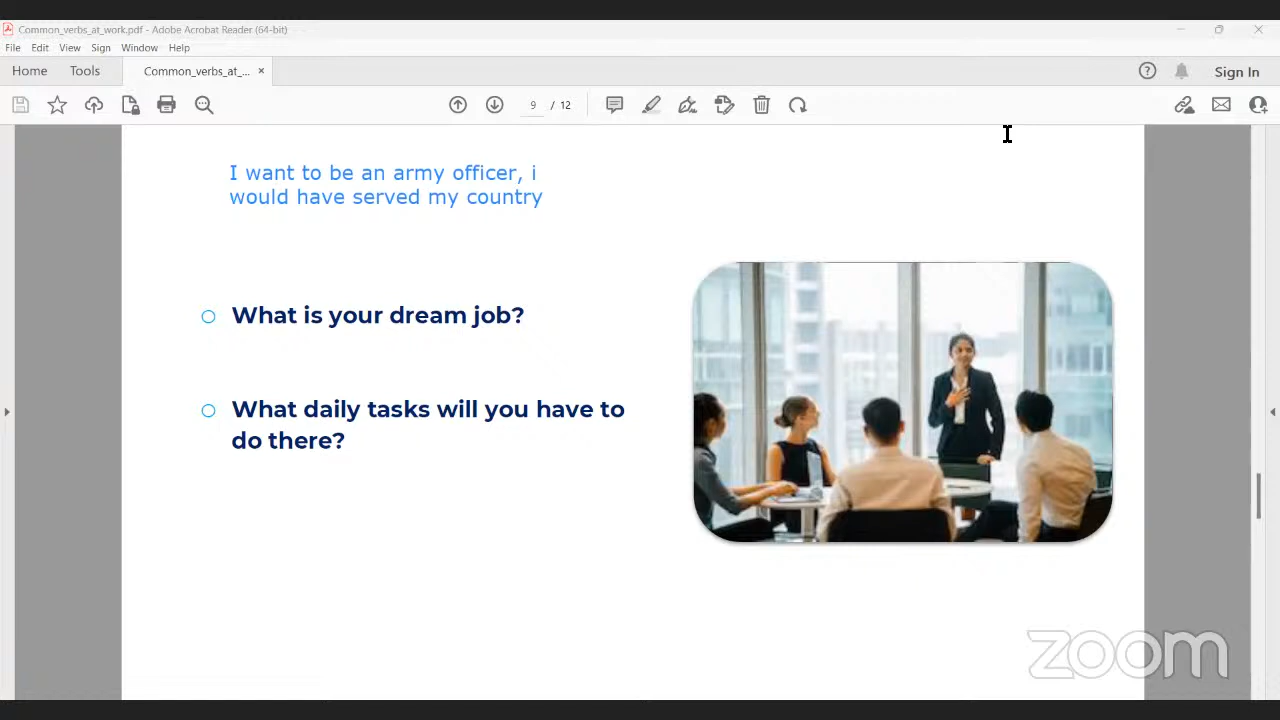 Common_verbs_at_work.pdf - Adobe Acrobat Reader (64-bit)
File Edit View Sign Window Help
Home Tools Common_verbs_at_... × Sign In
9 / 12
I want to be an army officer, i
would have served my country
What is your dream job?
What daily tasks will you have to
do there?
zoom